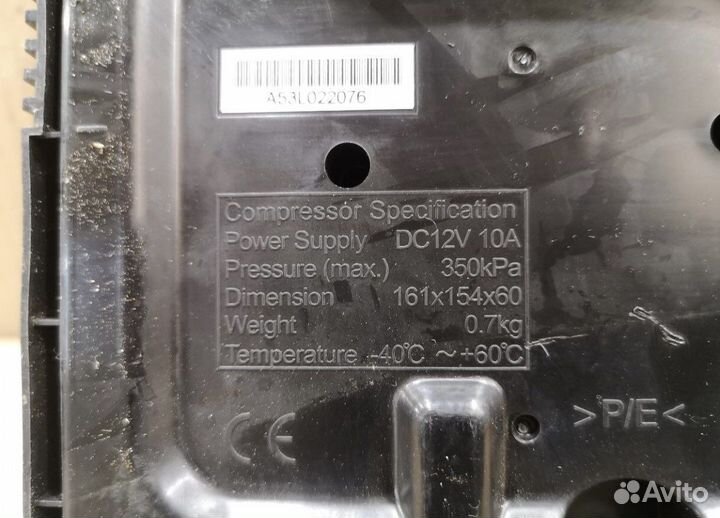 A53L022076
Compressor Specification
Power Supply DC12V 10A
Pressure (max.) 350kPa
Dimension 161x154x60
Weight 0.7kg
Temperature -40℃ ~ +60℃
CE >P/E<
Avito